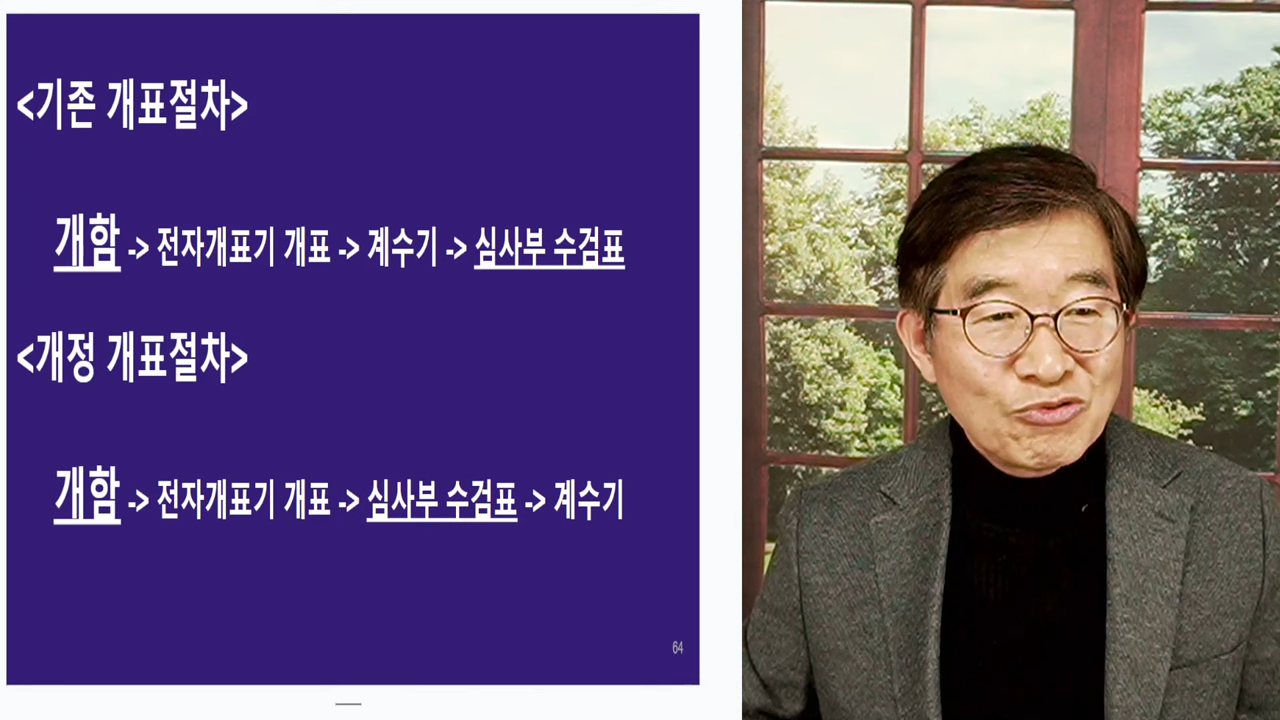 <기존 개표절차>
개함 -> 전자개표기 개표 -> 계수기 -> 심사부 수검표
<개정 개표절차>
개함 -> 전자개표기 개표 -> 심사부 수검표 -> 계수기
64